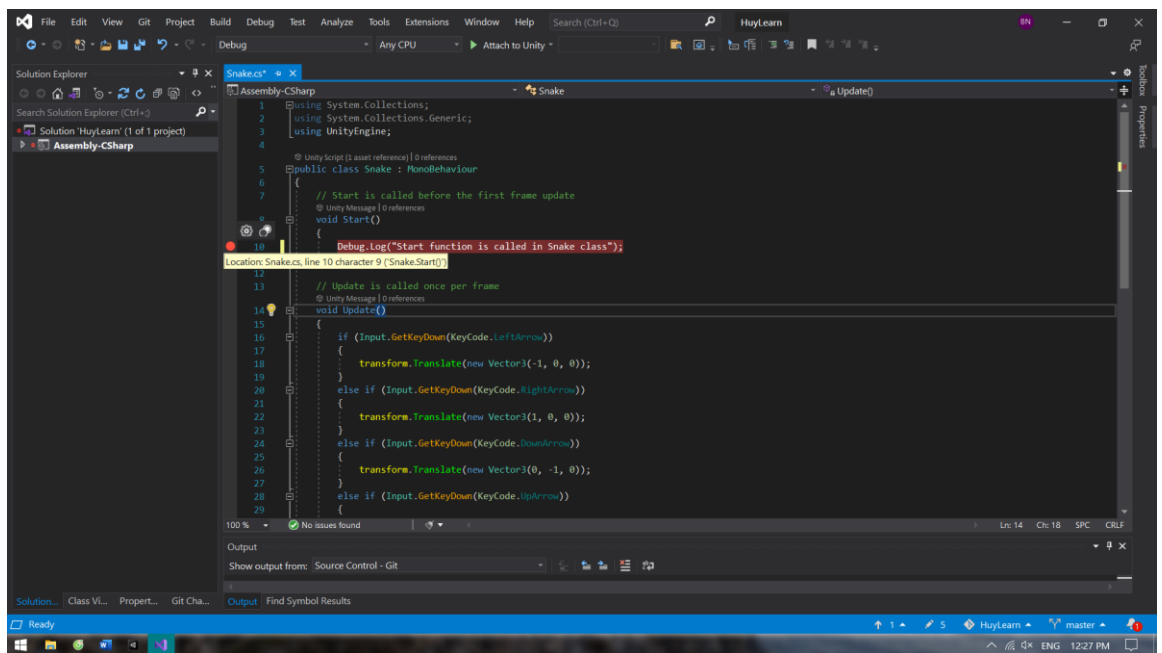 File Edit View Git Project Build Debug Test Analyze Tools Extensions Window Help Search (Ctrl+Q) HuyLearn BN
Debug Any CPU Attach to Unity
Solution Explorer
Search Solution Explorer (Ctrl+;)
Solution 'HuyLearn' (1 of 1 project)
Assembly-CSharp
Snake.cs*
Assembly-CSharp Snake Update()
1 using System.Collections;
2 using System.Collections.Generic;
3 using UnityEngine;
4
Unity Script (1 asset reference) | 0 references
5 public class Snake : MonoBehaviour
6 {
7 // Start is called before the first frame update
Unity Message | 0 references
8 void Start()
{
10 Debug.Log("Start function is called in Snake class");
Location: Snake.cs, line 10 character 9 ('Snake.Start()')
12
13 // Update is called once per frame
Unity Message | 0 references
14 void Update()
15 {
16 if (Input.GetKeyDown(KeyCode.LeftArrow))
17 {
18 transform.Translate(new Vector3(-1, 0, 0));
19 }
20 else if (Input.GetKeyDown(KeyCode.RightArrow))
21 {
22 transform.Translate(new Vector3(1, 0, 0));
23 }
24 else if (Input.GetKeyDown(KeyCode.DownArrow))
25 {
26 transform.Translate(new Vector3(0, -1, 0));
27 }
28 else if (Input.GetKeyDown(KeyCode.UpArrow))
29 {
100 % No issues found Ln: 14 Ch: 18 SPC CRLF
Output
Show output from: Source Control - Git
Solution... Class Vi... Propert... Git Cha... Output Find Symbol Results
Toolbox
Properties
Ready 1 5 HuyLearn master 1
ENG 12:27 PM